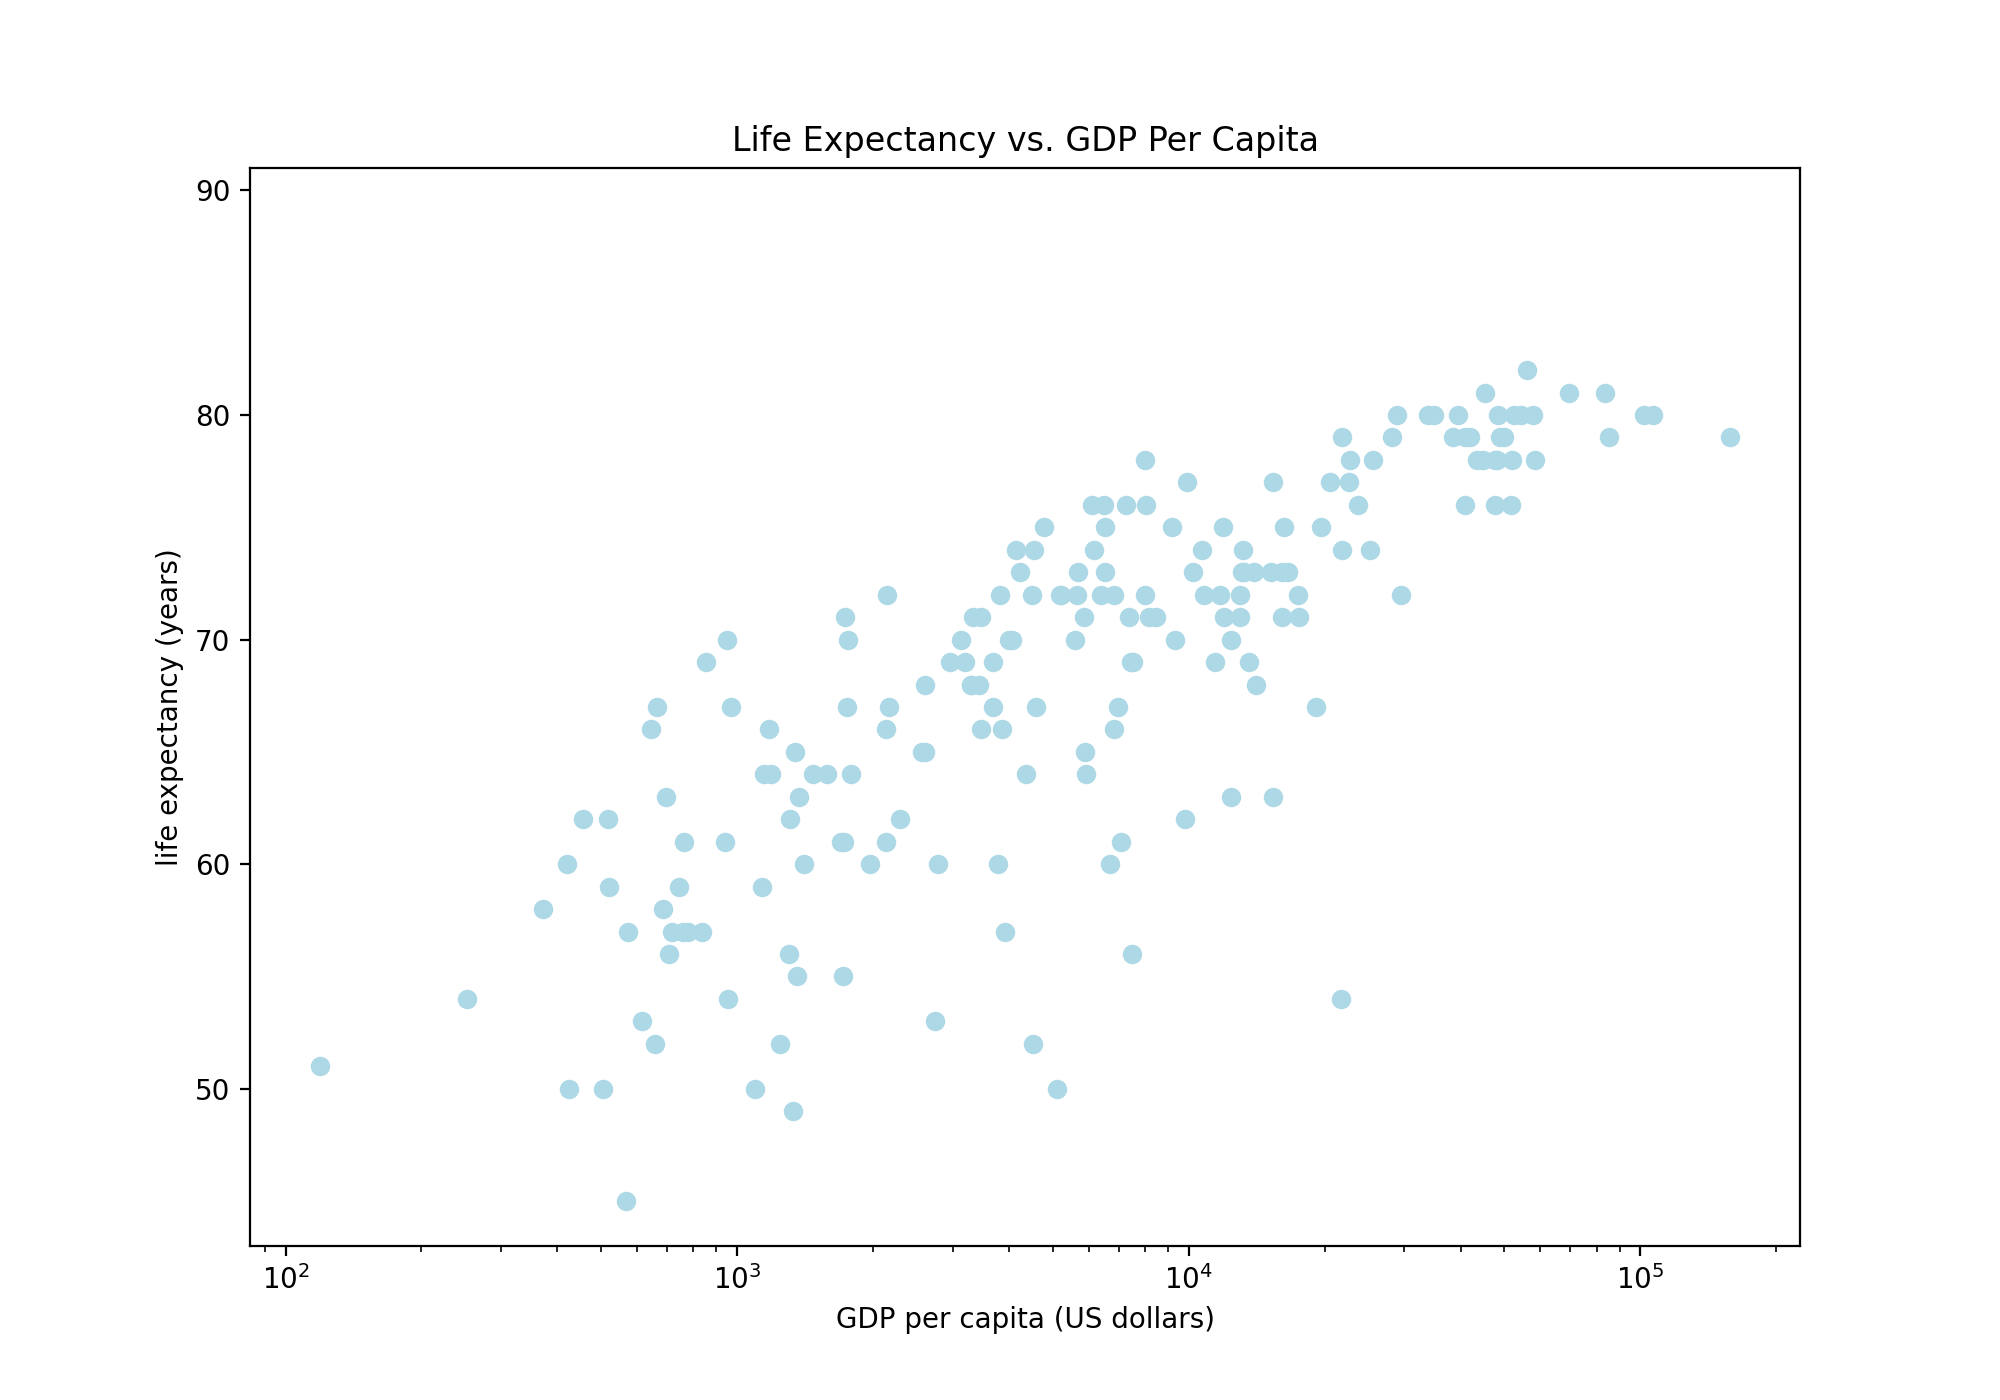 Life Expectancy vs. GDP Per Capita
90
80
70
60
50
life expectancy (years)
10² 10³ 10⁴ 10⁵
GDP per capita (US dollars)